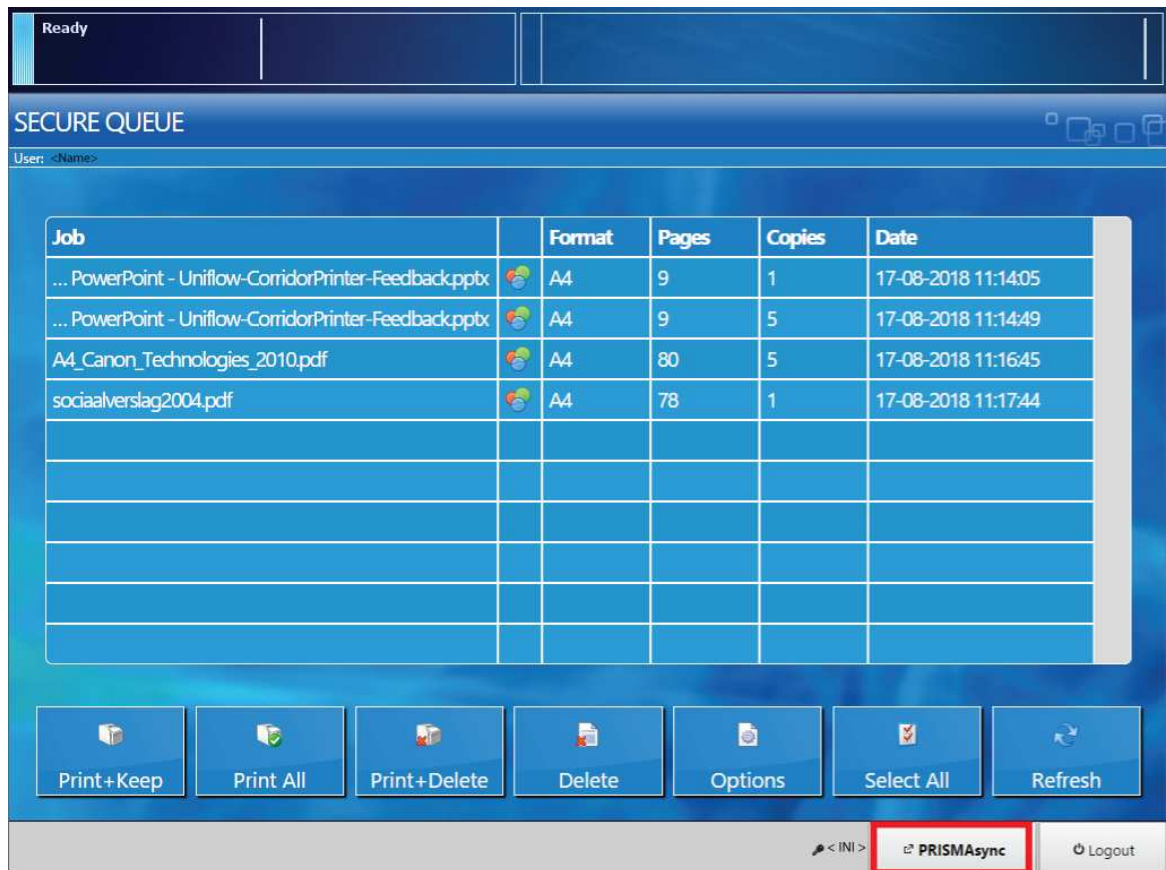 Ready
SECURE QUEUE
User: <Name>
Job Format Pages Copies Date
... PowerPoint - Uniflow-CorridorPrinter-Feedback.pptx A4 9 1 17-08-2018 11:14:05
... PowerPoint - Uniflow-CorridorPrinter-Feedback.pptx A4 9 5 17-08-2018 11:14:49
A4_Canon_Technologies_2010.pdf A4 80 5 17-08-2018 11:16:45
sociaalverslag2004.pdf A4 78 1 17-08-2018 11:17:44
Print+Keep Print All Print+Delete Delete Options Select All Refresh
< INI > PRISMAsync Logout